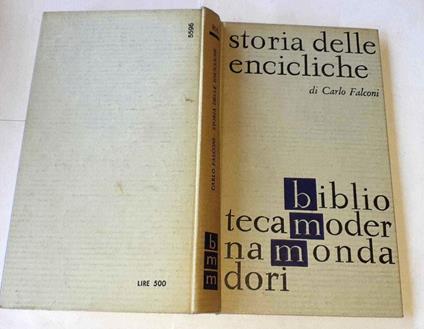 storia delle
encicliche
di Carlo Falconi
biblio
tecamoder
namonda
dori
CARLO FALCONI - STORIA DELLE ENCICLICHE
b
m
m
5596
LIRE 500